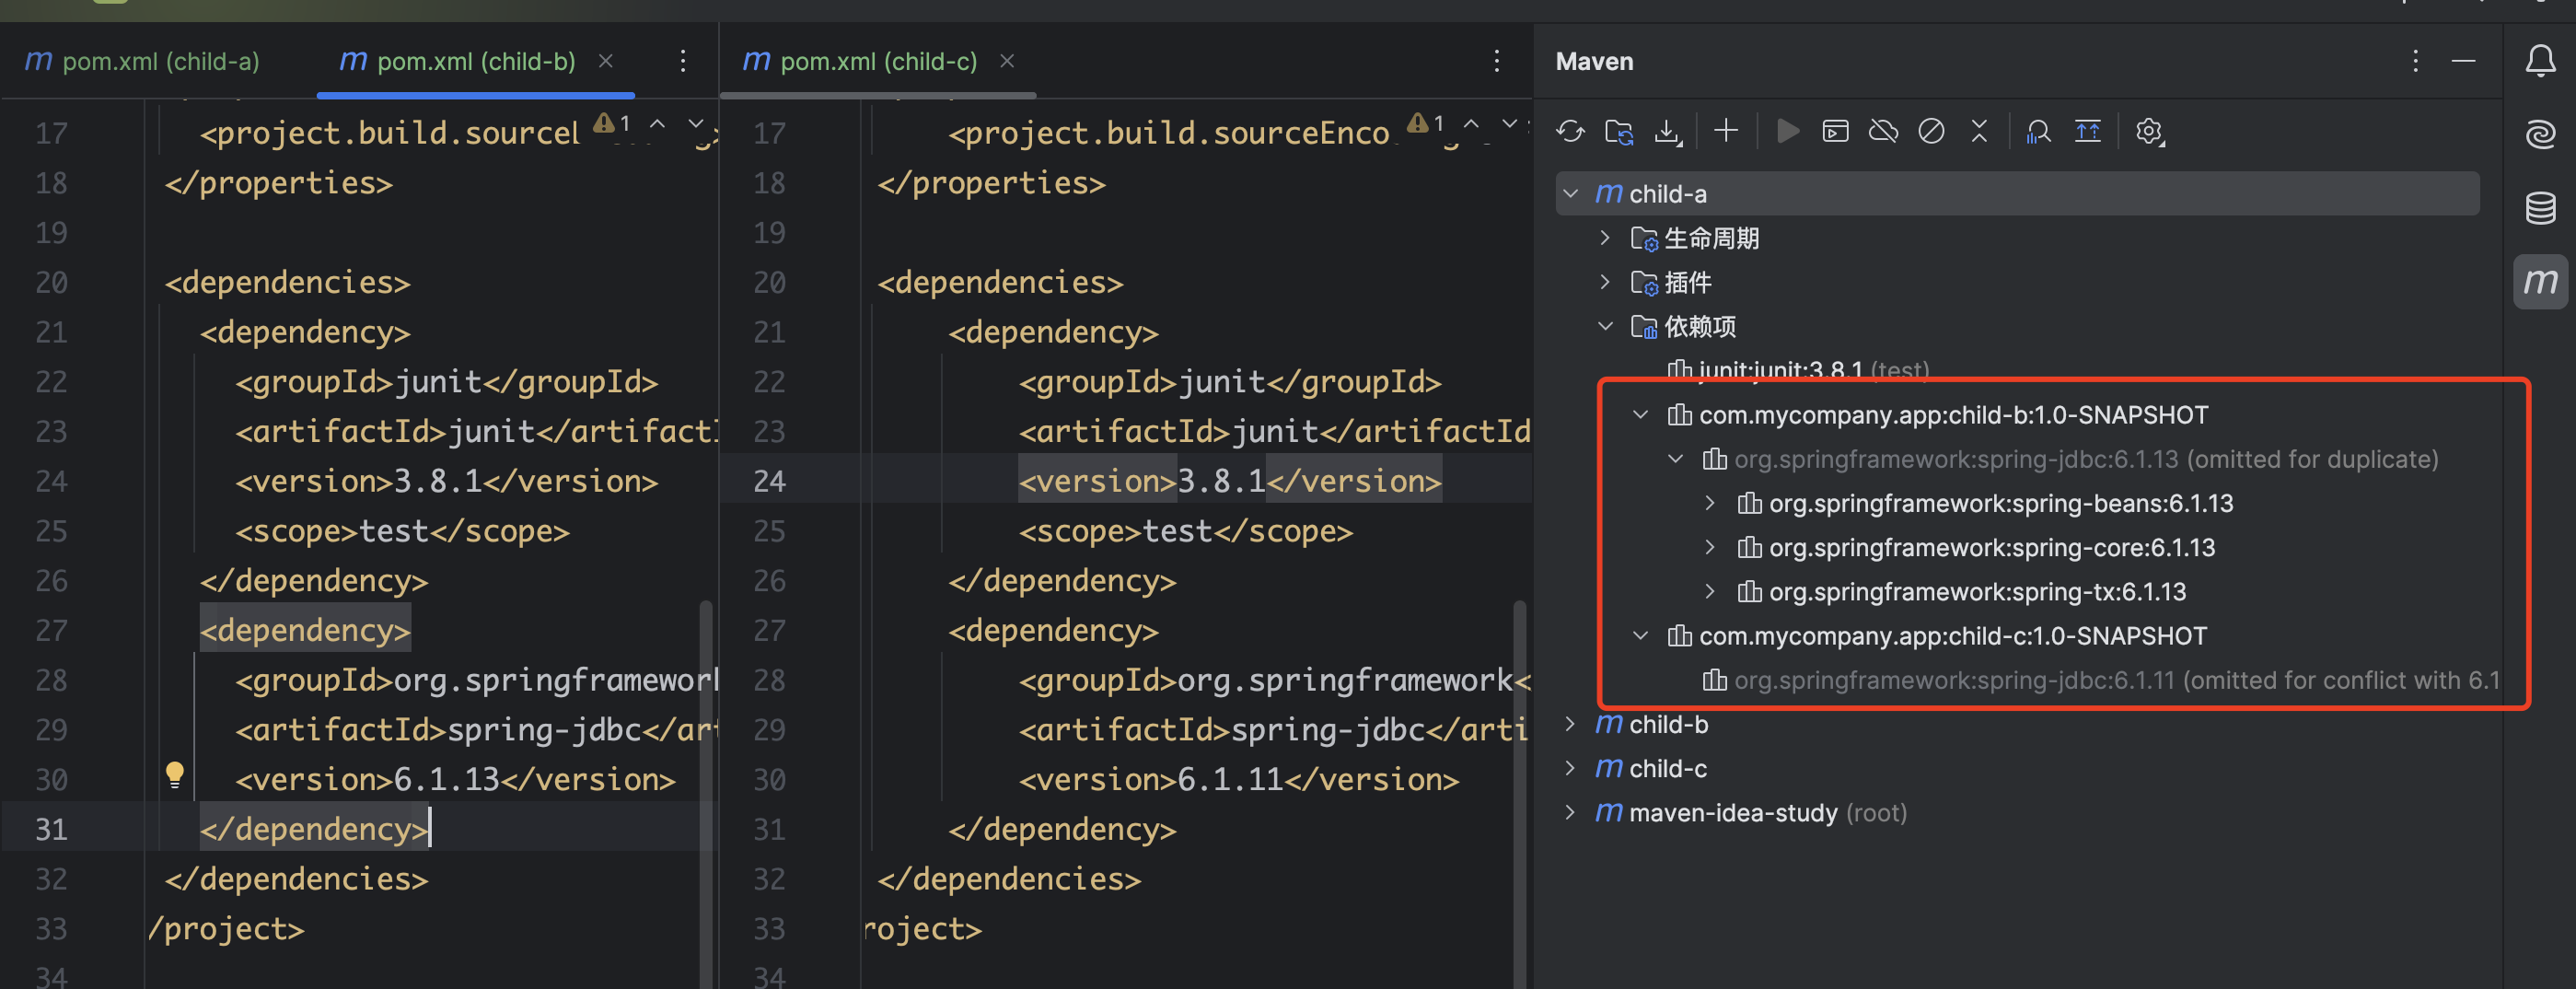 pom.xml (child-a)
pom.xml (child-b)
17 <project.build.sourceE 1
18 </properties>
19
20 <dependencies>
21 <dependency>
22 <groupId>junit</groupId>
23 <artifactId>junit</artifactI
24 <version>3.8.1</version>
25 <scope>test</scope>
26 </dependency>
27 <dependency>
28 <groupId>org.springframework
29 <artifactId>spring-jdbc</art
30 <version>6.1.13</version>
31 </dependency>
32 </dependencies>
33 /project>
34
pom.xml (child-c)
17 <project.build.sourceEnco 1
18 </properties>
19
20 <dependencies>
21 <dependency>
22 <groupId>junit</groupId>
23 <artifactId>junit</artifactId
24 <version>3.8.1</version>
25 <scope>test</scope>
26 </dependency>
27 <dependency>
28 <groupId>org.springframework<
29 <artifactId>spring-jdbc</arti
30 <version>6.1.11</version>
31 </dependency>
32 </dependencies>
33 roject>
34
Maven
m child-a
生命周期
插件
依赖项
junit:junit:3.8.1 (test)
com.mycompany.app:child-b:1.0-SNAPSHOT
org.springframework:spring-jdbc:6.1.13 (omitted for duplicate)
org.springframework:spring-beans:6.1.13
org.springframework:spring-core:6.1.13
org.springframework:spring-tx:6.1.13
com.mycompany.app:child-c:1.0-SNAPSHOT
org.springframework:spring-jdbc:6.1.11 (omitted for conflict with 6.1
m child-b
m child-c
m maven-idea-study (root)